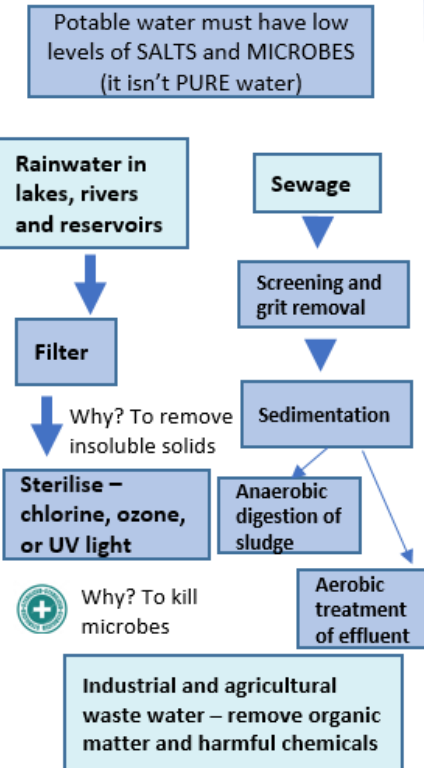 Potable water must have low
levels of SALTS and MICROBES
(it isn't PURE water)
Rainwater in
lakes, rivers
and reservoirs
Filter
Why? To remove
insoluble solids
Sterilise –
chlorine, ozone,
or UV light
Why? To kill
microbes
Sewage
Screening and
grit removal
Sedimentation
Anaerobic
digestion of
sludge
Aerobic
treatment
of effluent
Industrial and agricultural
waste water – remove organic
matter and harmful chemicals